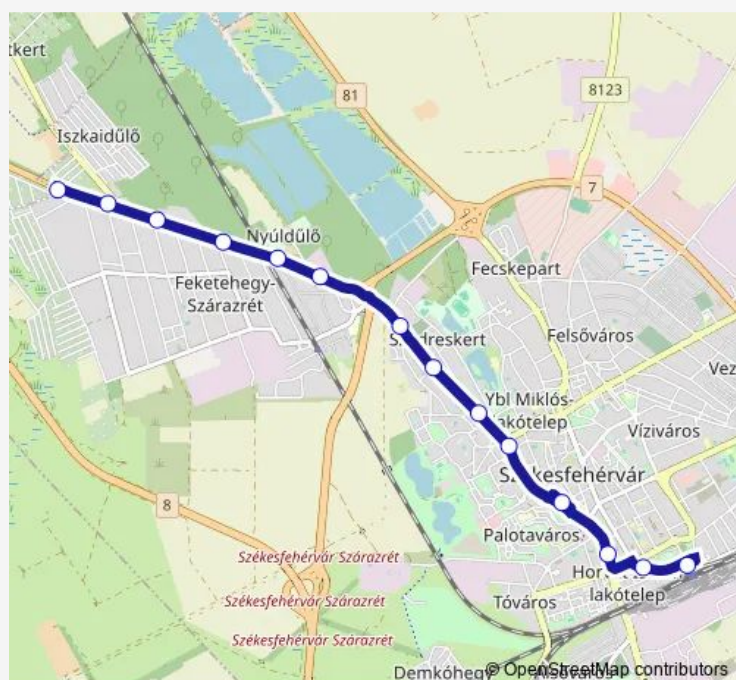 tkert
81
8123
Iszkaidűlő
7
Nyúldűlő
Fecskepart
Feketehegy-
Szárazrét
Felsőváros
Ybl Miklós-
lakótelep
Víziváros
Székesfehérvár
8
Palotaváros
Székesfehérvár Szárazrét
lakótelep
Székesfehérvár Szárazrét
Tóváros
Székesfehérvár Szárazrét
Demkóhegy
© OpenStreetMap contributors